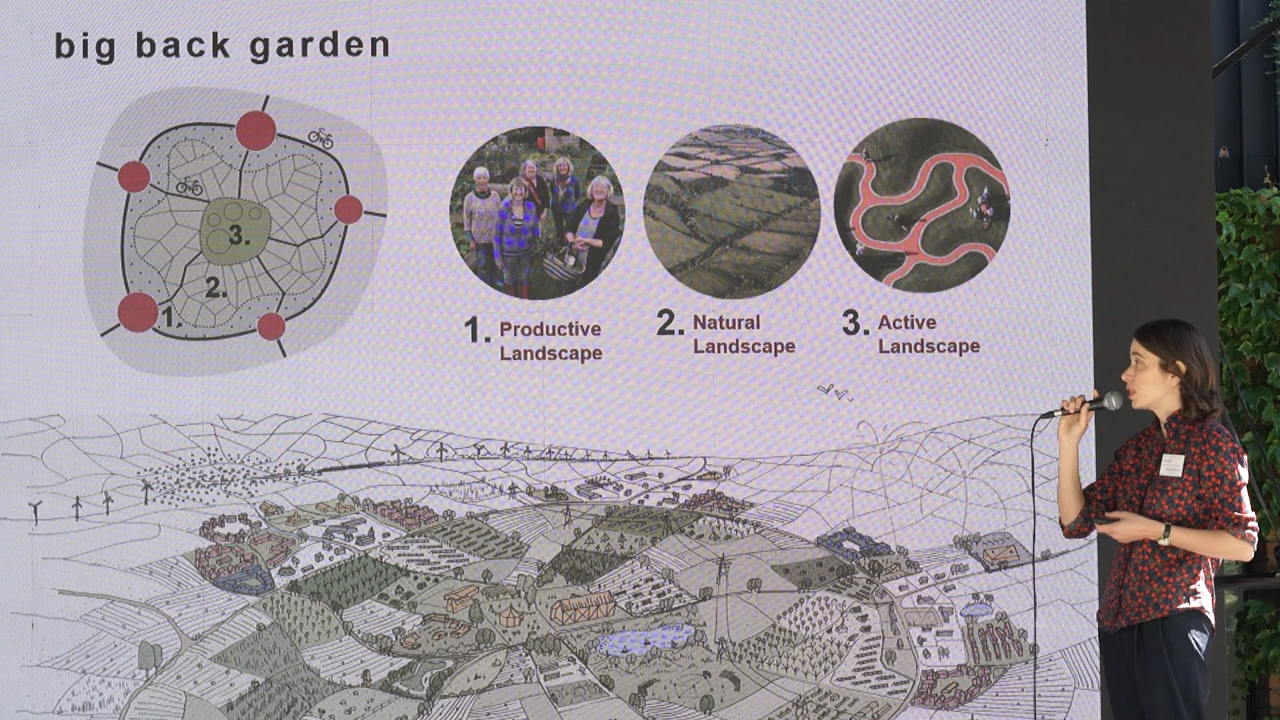 big back garden
3.
2.
1.
1. Productive
Landscape
2. Natural
Landscape
3. Active
Landscape